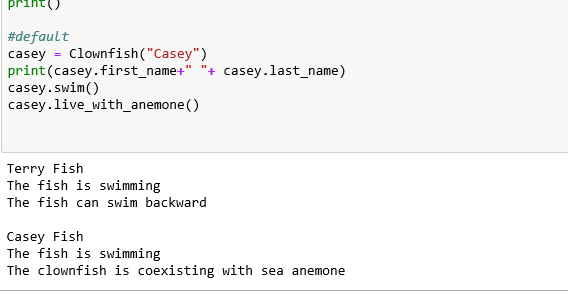 print()
#default
casey = Clownfish("Casey")
print(casey.first_name+" "+ casey.last_name)
casey.swim()
casey.live_with_anemone()
Terry Fish
The fish is swimming
The fish can swim backward
Casey Fish
The fish is swimming
The clownfish is coexisting with sea anemone